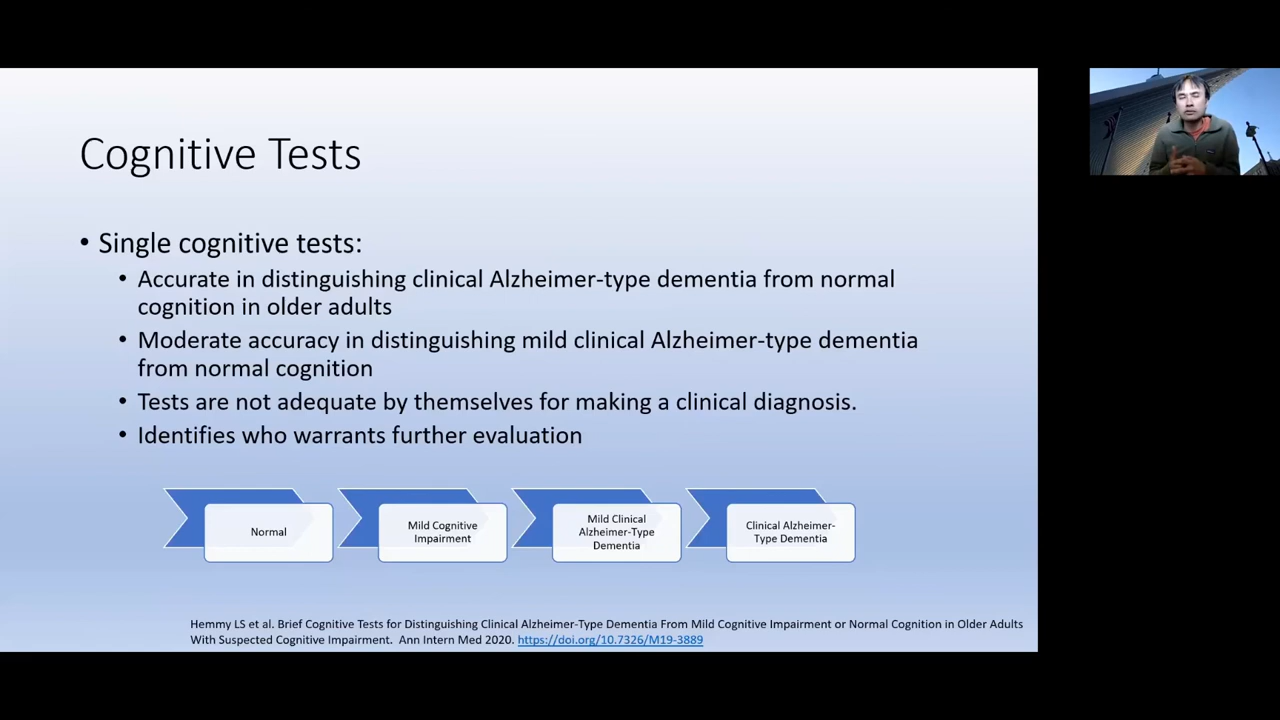 Cognitive Tests
• Single cognitive tests:
• Accurate in distinguishing clinical Alzheimer-type dementia from normal
cognition in older adults
• Moderate accuracy in distinguishing mild clinical Alzheimer-type dementia
from normal cognition
• Tests are not adequate by themselves for making a clinical diagnosis.
• Identifies who warrants further evaluation
Normal
Mild Cognitive
Impairment
Mild Clinical
Alzheimer-Type
Dementia
Clinical Alzheimer-
Type Dementia
Hemmy LS et al. Brief Cognitive Tests for Distinguishing Clinical Alzheimer-Type Dementia From Mild Cognitive Impairment or Normal Cognition in Older Adults
With Suspected Cognitive Impairment. Ann Intern Med 2020. https://doi.org/10.7326/M19-3889